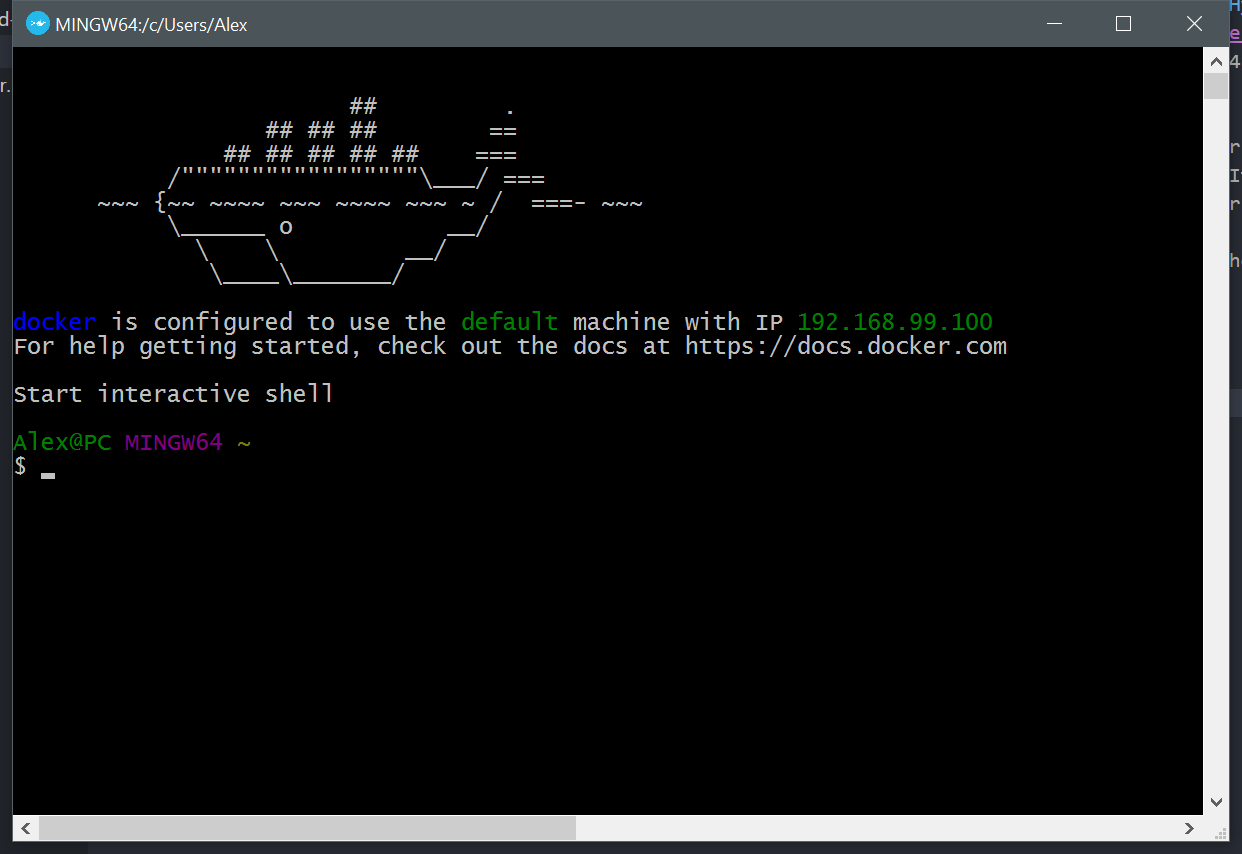 MINGW64:/c/Users/Alex
                        ##         .
                  ## ## ##        ==
               ## ## ## ## ##    ===
           /"""""""""""""""""\___/ ===
      ~~~ {~~ ~~~~ ~~~ ~~~~ ~~~ ~ /  ===- ~~~
           \______ o           __/
             \    \         __/
              \____\_______/
docker is configured to use the default machine with IP 192.168.99.100
For help getting started, check out the docs at https://docs.docker.com
Start interactive shell
Alex@PC MINGW64 ~
$